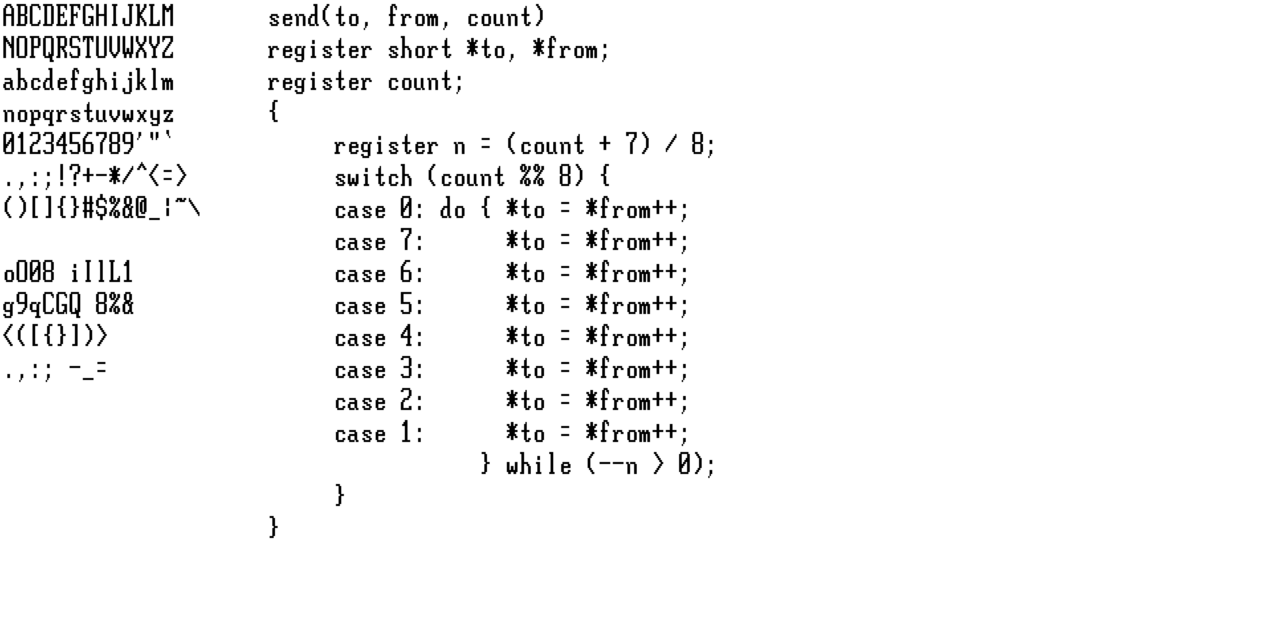 ABCDEFGHIJKLM
NOPQRSTUVWXYZ
abcdefghijklm
nopqrstuvwxyz
0123456789'"`
.,:;!?+-*/^<=>
()[]{}#$%&@_¦~\
oO08 iIlL1
g9qCGQ 8%&
<([{}])>
.,:; -_=
send(to, from, count)
register short *to, *from;
register count;
{
    register n = (count + 7) / 8;
    switch (count %% 8) {
    case 0: do { *to = *from++;
    case 7:      *to = *from++;
    case 6:      *to = *from++;
    case 5:      *to = *from++;
    case 4:      *to = *from++;
    case 3:      *to = *from++;
    case 2:      *to = *from++;
    case 1:      *to = *from++;
               } while (--n > 0);
    }
}